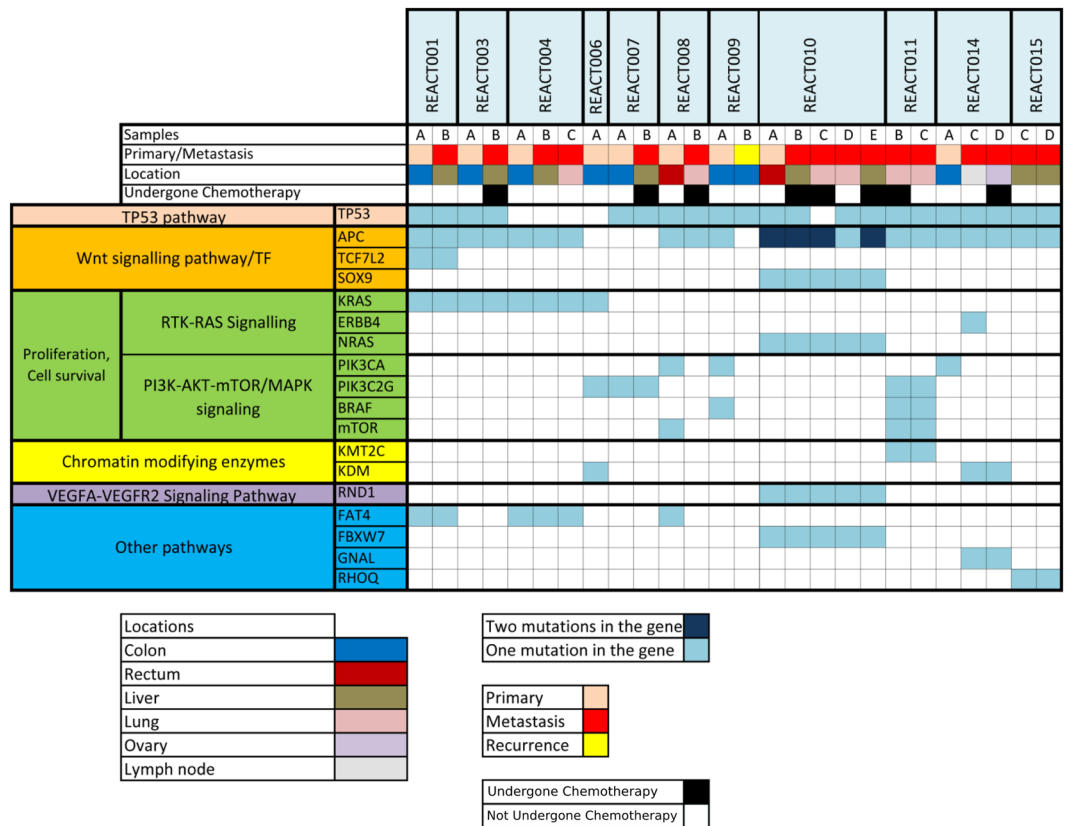 REACT001 REACT003 REACT004 REACT006 REACT007 REACT008 REACT009 REACT010 REACT011 REACT014 REACT015
Samples A B A B A B C A A B A B A B A B C D E B C A C D C D
Primary/Metastasis
Location
Undergone Chemotherapy
TP53 pathway TP53
Wnt signalling pathway/TF
APC
TCF7L2
SOX9
Proliferation,
Cell survival
RTK-RAS Signalling
KRAS
ERBB4
NRAS
PI3K-AKT-mTOR/MAPK
signaling
PIK3CA
PIK3C2G
BRAF
mTOR
Chromatin modifying enzymes
KMT2C
KDM
VEGFA-VEGFR2 Signaling Pathway RND1
Other pathways
FAT4
FBXW7
GNAL
RHOQ
Locations
Colon
Rectum
Liver
Lung
Ovary
Lymph node
Two mutations in the gene
One mutation in the gene
Primary
Metastasis
Recurrence
Undergone Chemotherapy
Not Undergone Chemotherapy